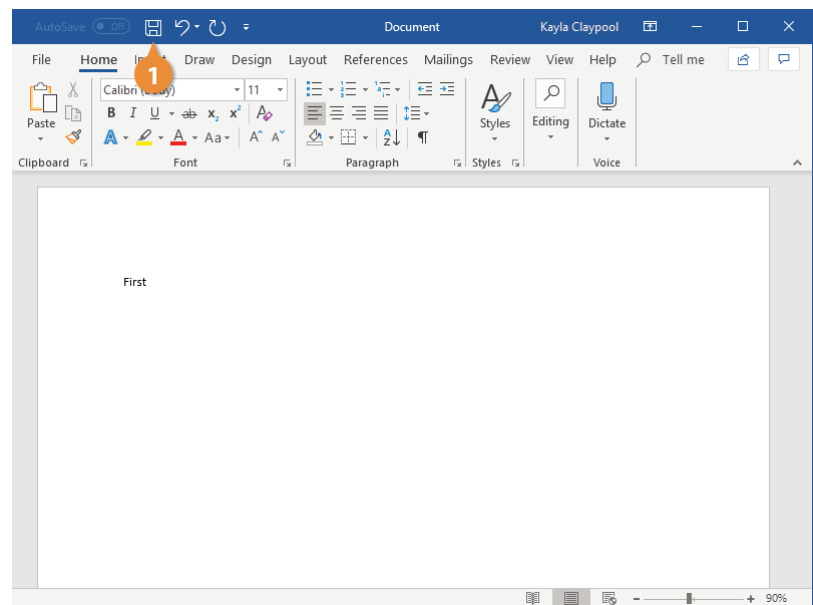 AutoSave Off Document Kayla Claypool
File Home Draw Design Layout References Mailings Review View Help Tell me
1
Calibri 11
Paste B I U ab x₂ x² A
A A Aa A^ A˅ A Z ¶
Styles Editing Dictate
Clipboard Font Paragraph Styles Voice
First
90%